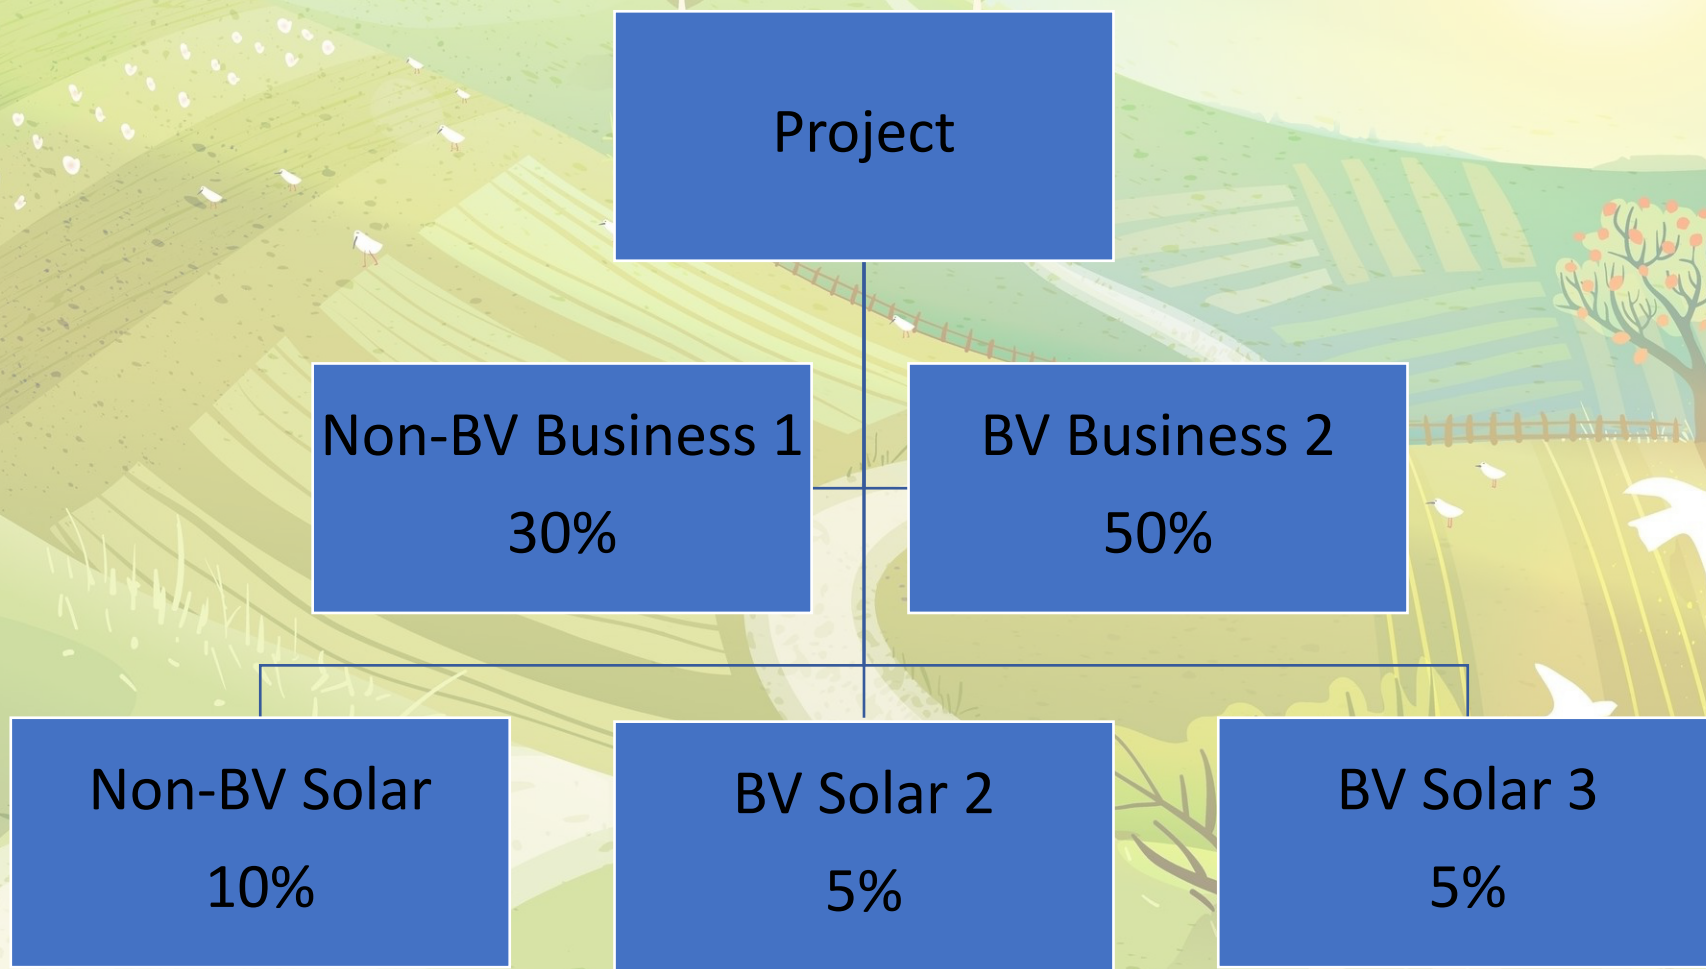 Project
Non-BV Business 1
30%
BV Business 2
50%
Non-BV Solar
10%
BV Solar 2
5%
BV Solar 3
5%